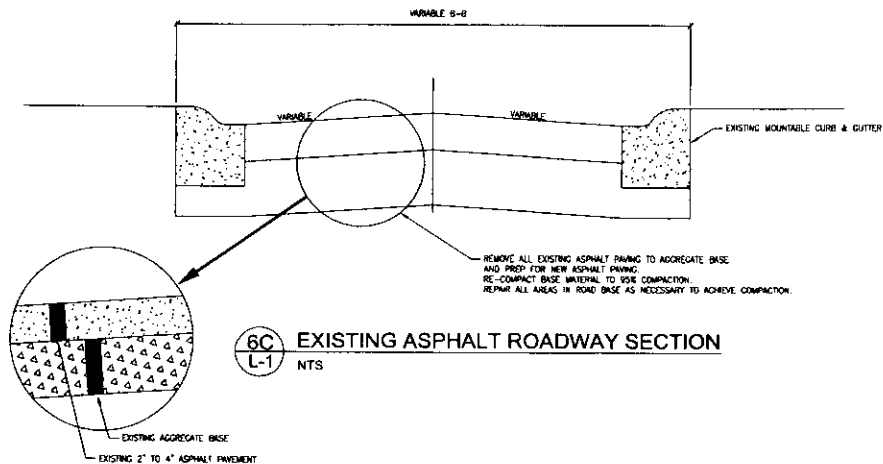 VARIABLE B-B
VARIABLE
VARIABLE
EXISTING MOUNTABLE CURB & GUTTER
REMOVE ALL EXISTING ASPHALT PAVING TO AGGREGATE BASE
AND PREP FOR NEW ASPHALT PAVING.
RE-COMPACT BASE MATERIAL TO 95% COMPACTION.
REPAIR ALL AREAS IN ROAD BASE AS NECESSARY TO ACHIEVE COMPACTION.
6C EXISTING ASPHALT ROADWAY SECTION
L-1 NTS
EXISTING AGGREGATE BASE
EXISTING 2" TO 4" ASPHALT PAVEMENT